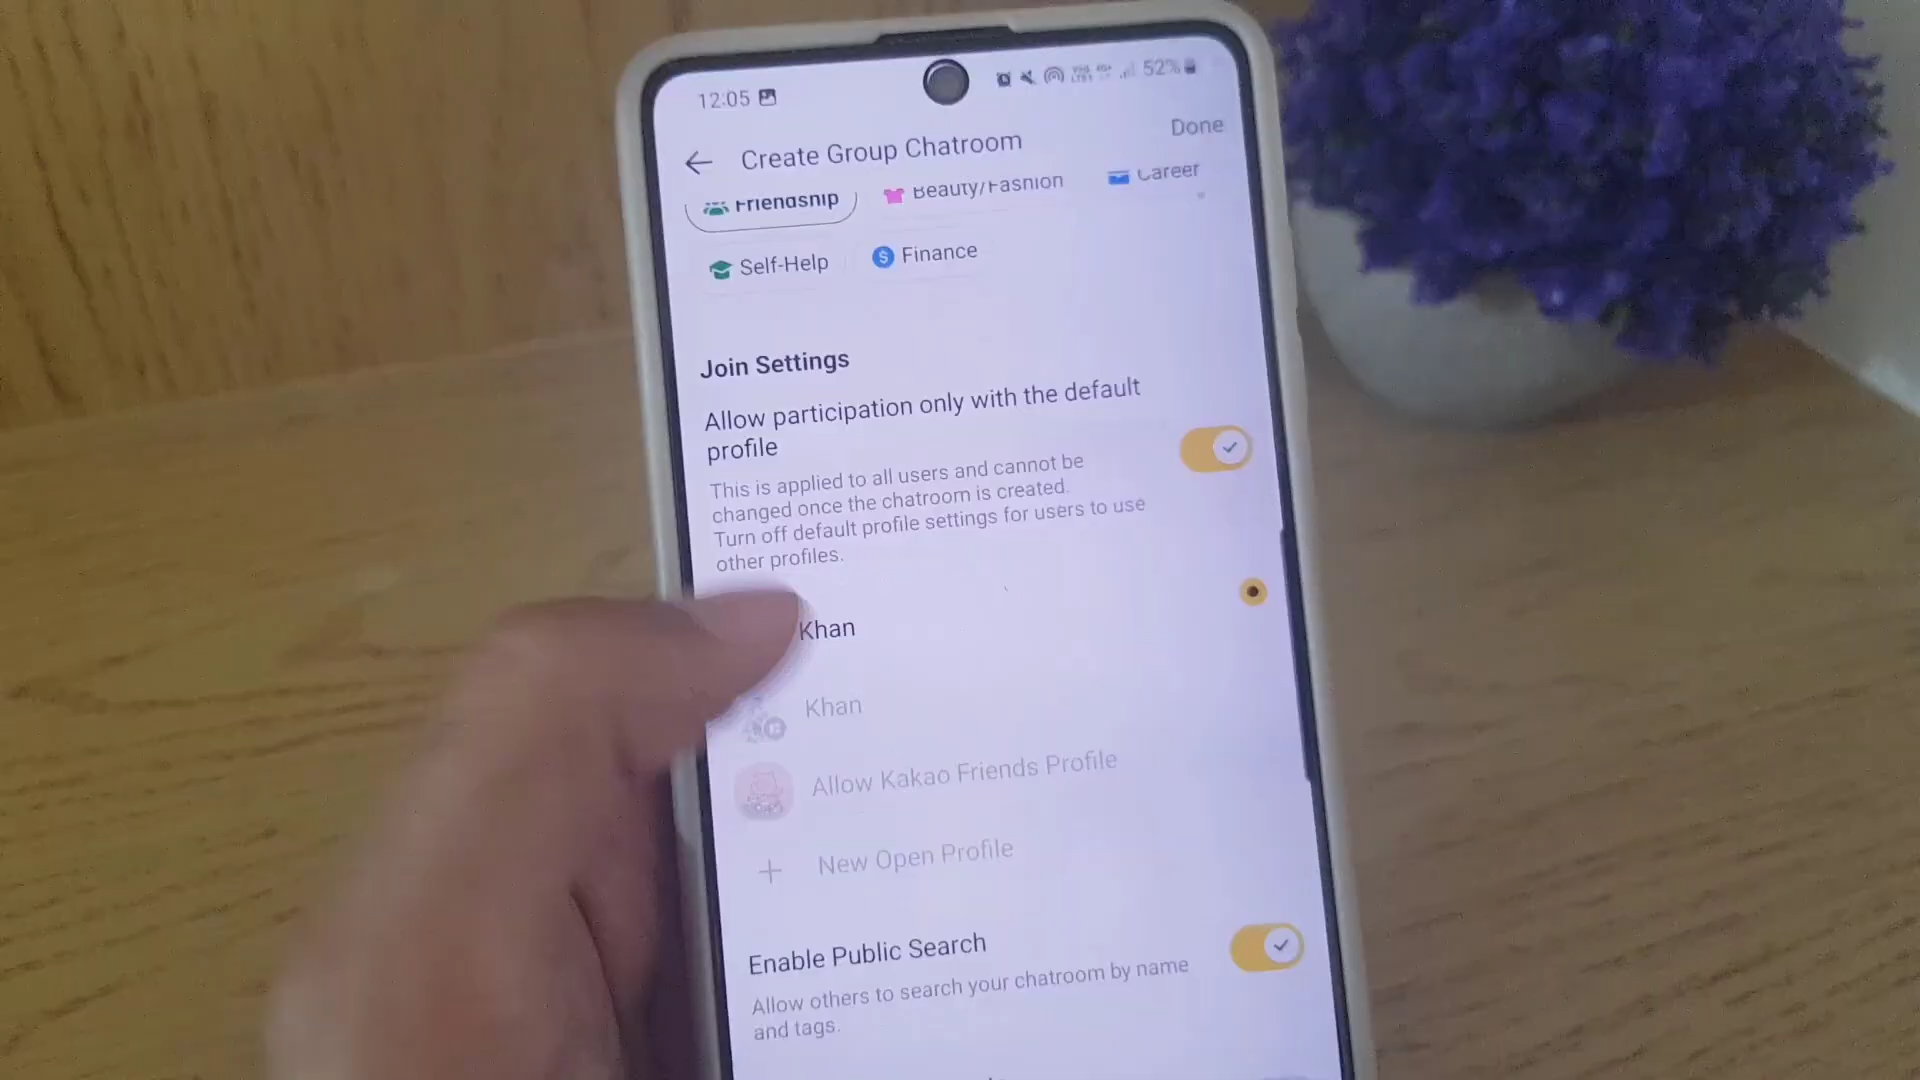 12:05
52%
Create Group Chatroom
Done
Friendship
Beauty/Fashion
Career
Self-Help
Finance
Join Settings
Allow participation only with the default
profile
This is applied to all users and cannot be
changed once the chatroom is created.
Turn off default profile settings for users to use
other profiles.
Khan
Khan
Allow Kakao Friends Profile
New Open Profile
Enable Public Search
Allow others to search your chatroom by name
and tags.